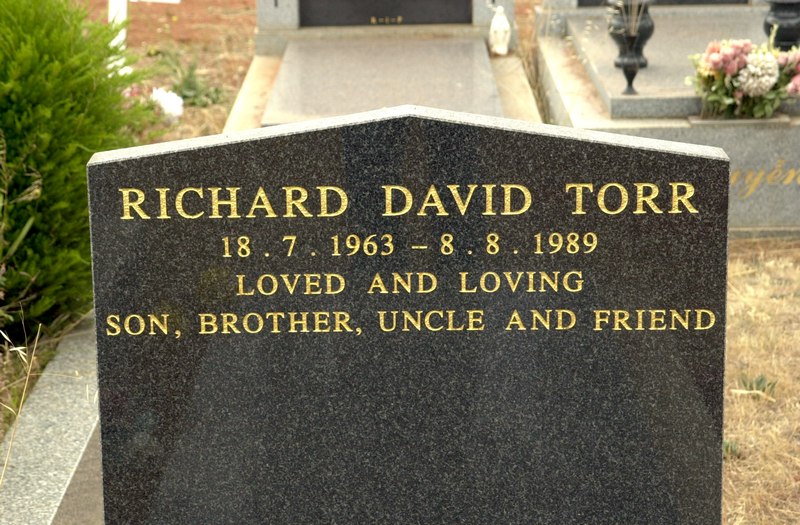 R-I-P
RICHARD DAVID TORR
18.7.1963 – 8.8.1989
LOVED AND LOVING
SON, BROTHER, UNCLE AND FRIEND